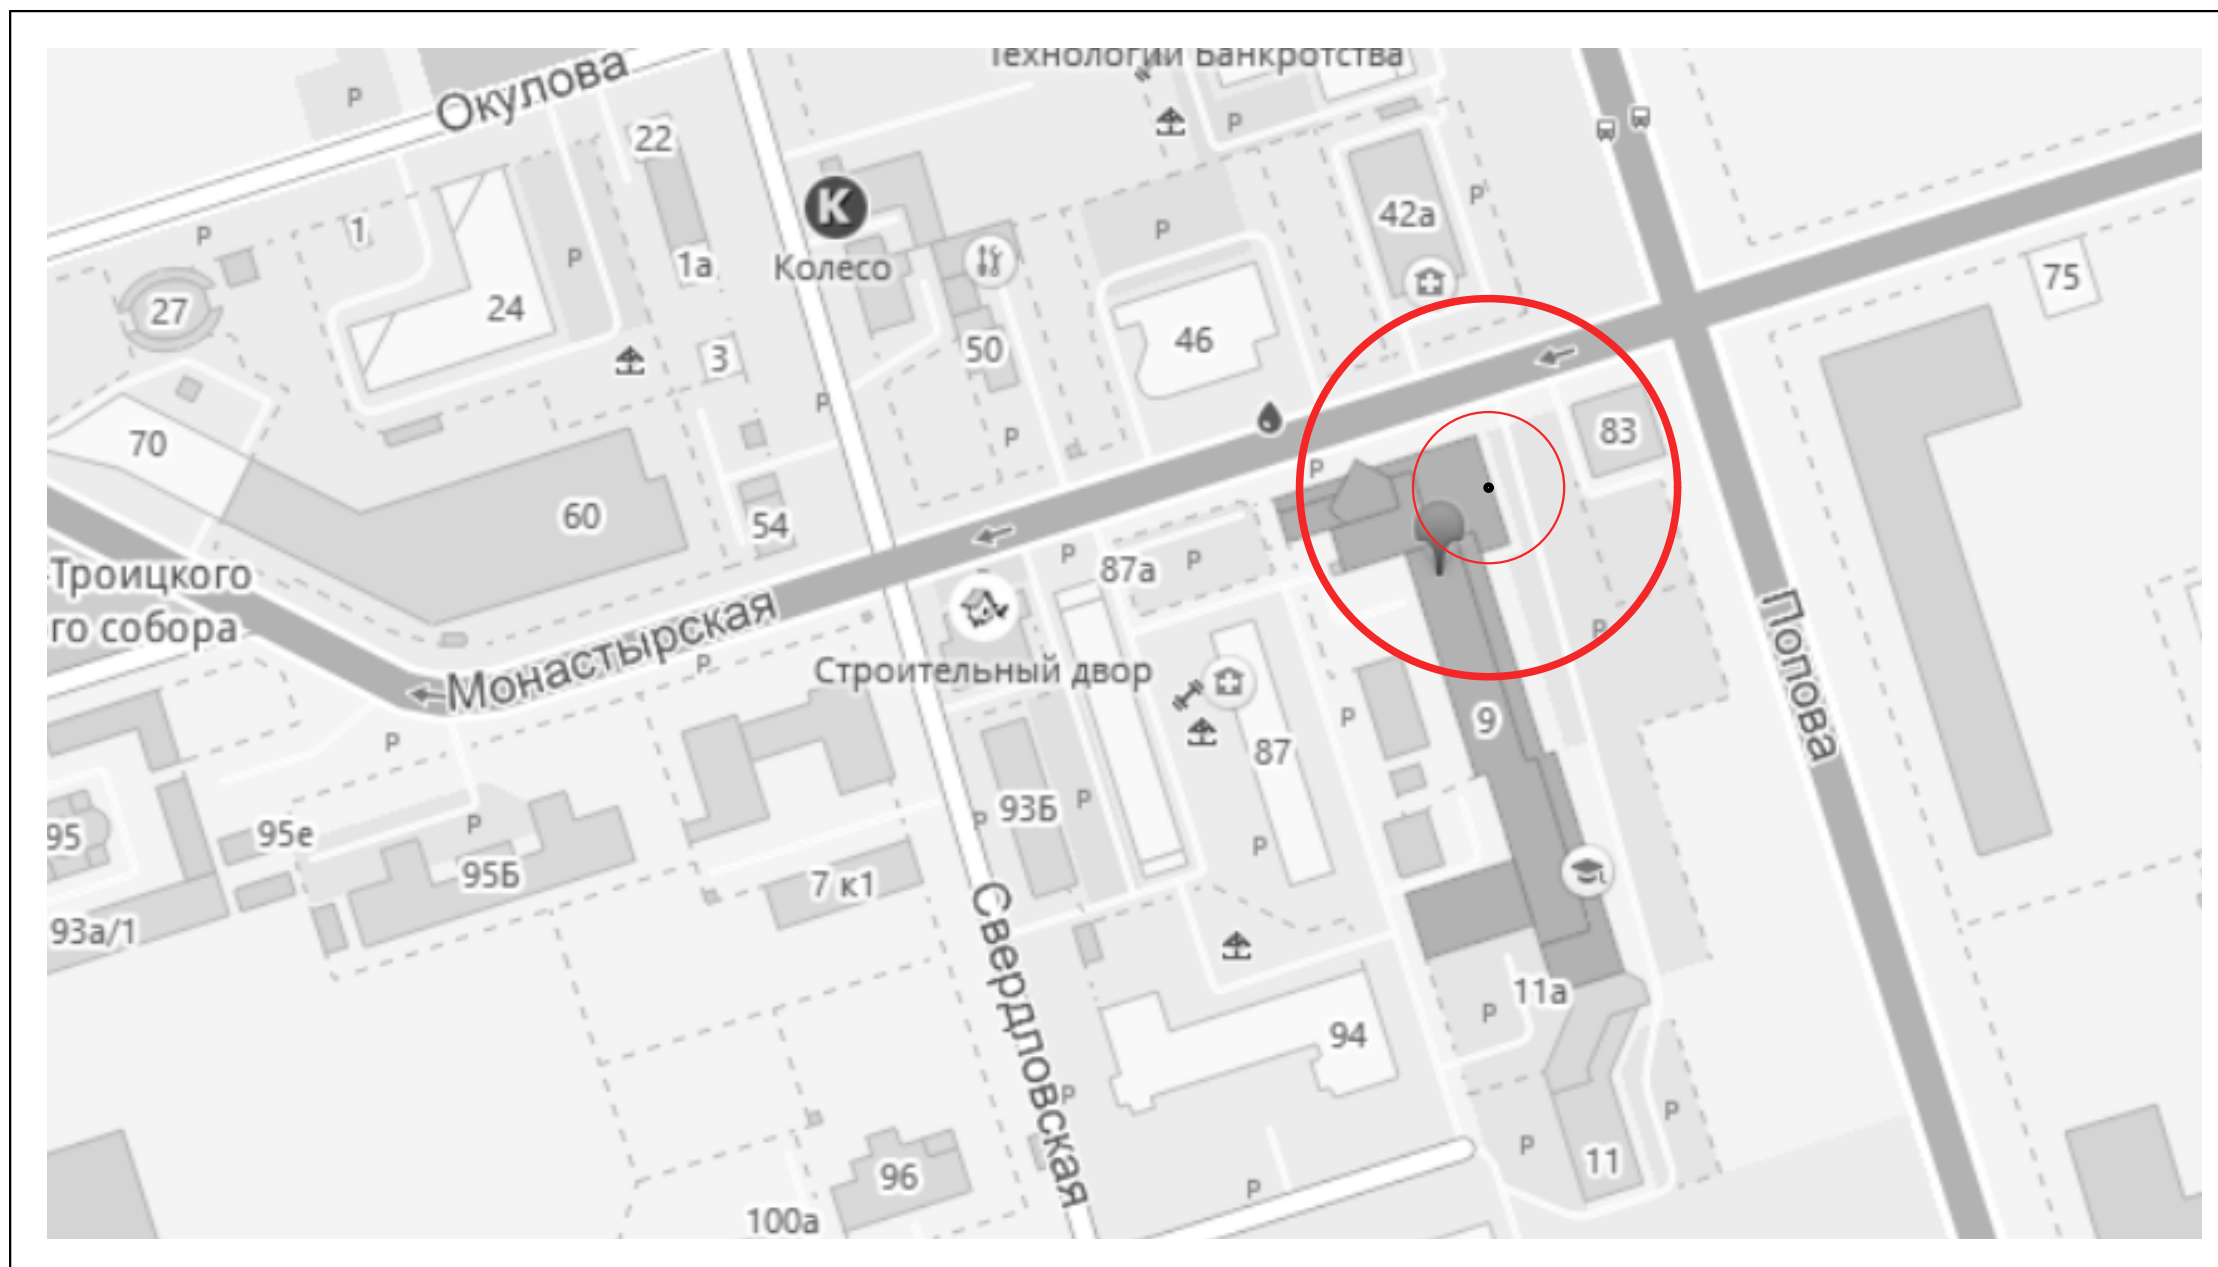 Технологии Банкротства
Окулова
P
22
P
P
42а
P
1
P
P
К
Колесо
1а
P
75
27
24
46
50
3
P
83
70
P
P
60
54
P
87а
P
Троицкого
го собора
Монастырская
P
Строительный двор
P
Попова
9
P
P
87
95
95е
P
95Б
93Б
P
P
P
7 к1
93а/1
Свердловская
11а
P
94
P
P
P
11
96
P
100а